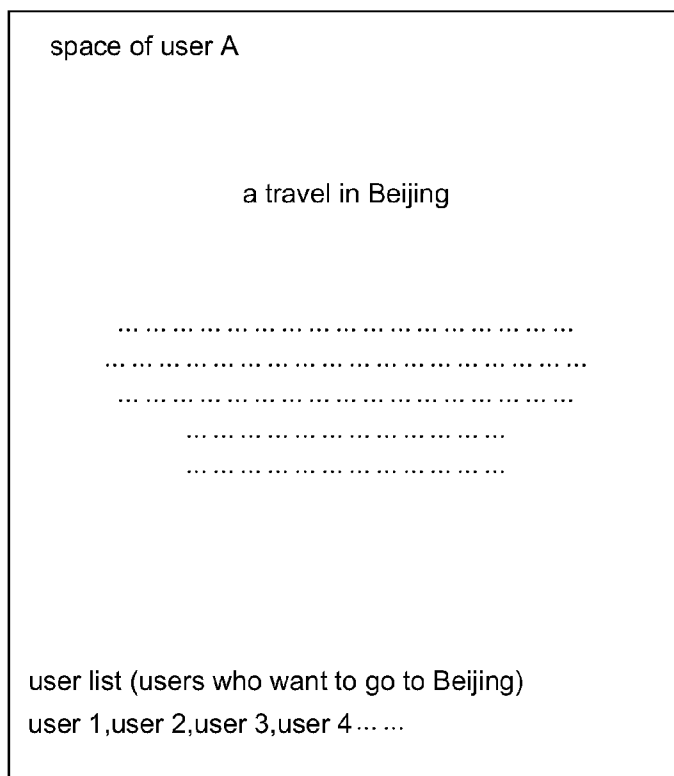 space of user A
a travel in Beijing
... ... ... ... ... ... ... ... ... ... ... ... ... ... ... ... ...
... ... ... ... ... ... ... ... ... ... ... ... ... ... ... ... ... ...
... ... ... ... ... ... ... ... ... ... ... ... ... ... ... ... ...
... ... ... ... ... ... ... ... ... ... ... ...
... ... ... ... ... ... ... ... ... ... ... ...
user list (users who want to go to Beijing)
user 1,user 2,user 3,user 4... ...